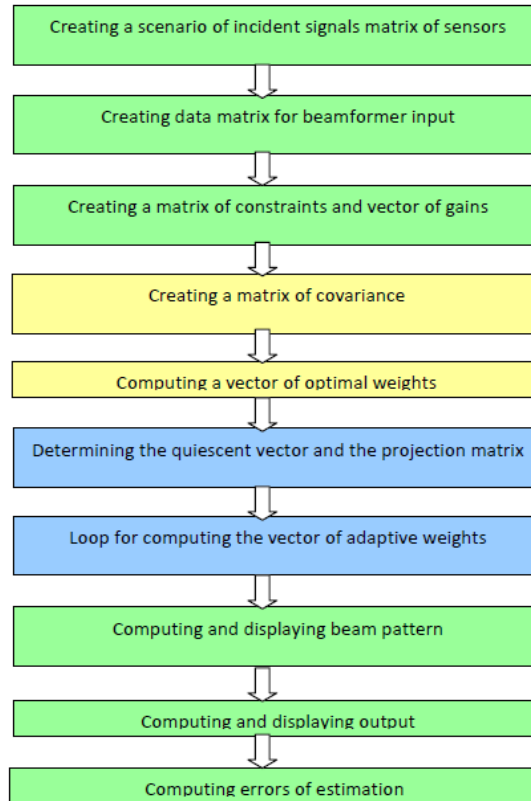 Creating a scenario of incident signals matrix of sensors
Creating data matrix for beamformer input
Creating a matrix of constraints and vector of gains
Creating a matrix of covariance
Computing a vector of optimal weights
Determining the quiescent vector and the projection matrix
Loop for computing the vector of adaptive weights
Computing and displaying beam pattern
Computing and displaying output
Computing errors of estimation